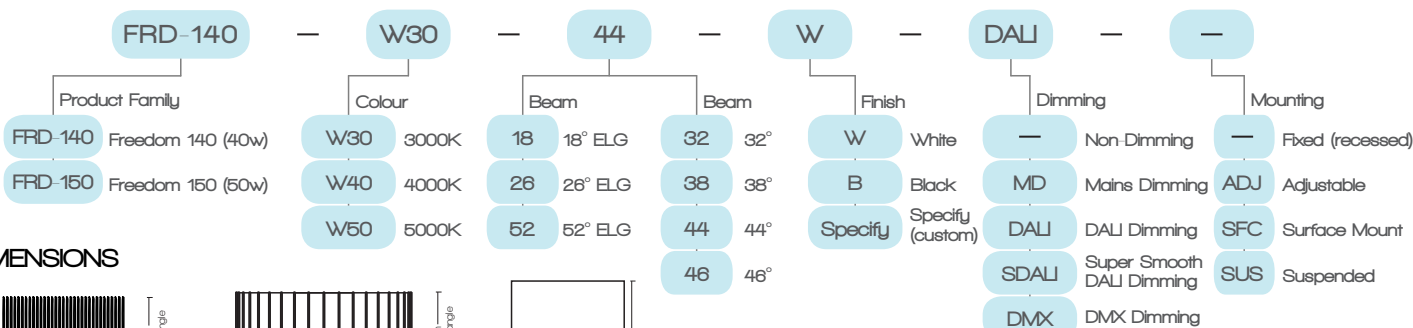 FRD-140 — W30 — 44 — W — DALI — —
Product Family Colour Beam Beam Finish Dimming Mounting
FRD-140 Freedom 140 (40w) W30 3000K 18 18° ELG 32 32° W White — Non-Dimming — Fixed (recessed)
FRD-150 Freedom 150 (50w) W40 4000K 26 26° ELG 38 38° B Black MD Mains Dimming ADJ Adjustable
W50 5000K 52 52° ELG 44 44° Specify Specify (custom) DALI DALI Dimming SFC Surface Mount
46 46° SDALI Super Smooth DALI Dimming SUS Suspended
MENSIONS
DMX DMX Dimming